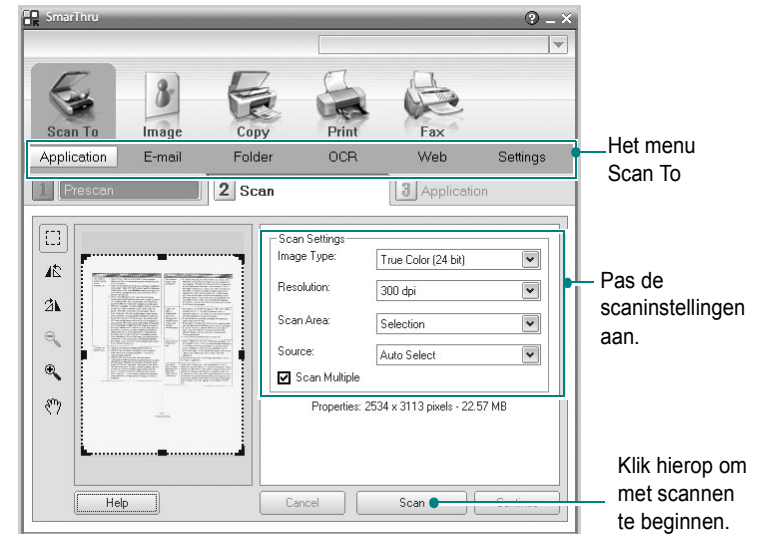 SmarThru
Scan To Image Copy Print Fax
Application E-mail Folder OCR Web Settings
Het menu
Scan To
1 Prescan 2 Scan 3 Application
Scan Settings
Image Type: True Color (24 bit)
Resolution: 300 dpi
Scan Area: Selection
Source: Auto Select
Scan Multiple
Properties: 2534 x 3113 pixels - 22.57 MB
Pas de
scaninstellingen
aan.
Help Cancel Scan
Klik hierop om
met scannen
te beginnen.